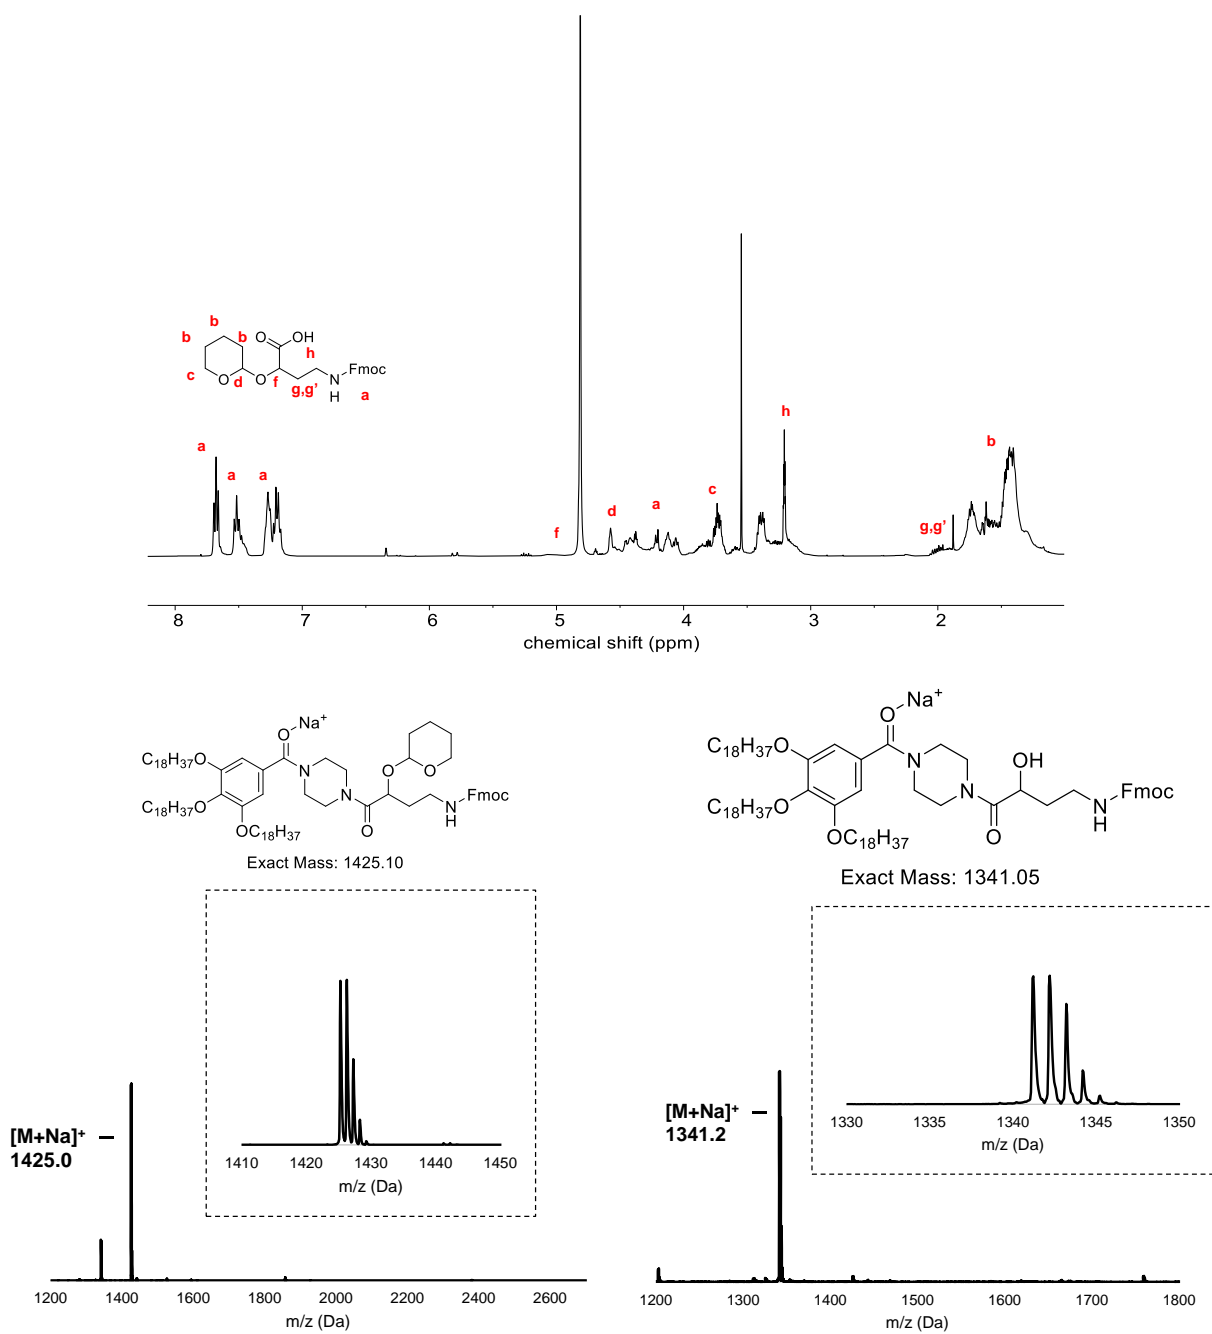 b
b
b
O
OH
h
c
O
d
O
f
N
Fmoc
g,g'
H
a
a
a
a
f
d
a
c
h
g,g'
b
8 7 6 5 4 3 2
chemical shift (ppm)
Na+
O
C18H37O
N
O
O
C18H37O
N
Fmoc
OC18H37
O
N
H
Exact Mass: 1425.10
Na+
O
C18H37O
N
OH
C18H37O
N
Fmoc
OC18H37
O
N
H
Exact Mass: 1341.05
[M+Na]+
1425.0
1410 1420 1430 1440 1450
m/z (Da)
1200 1400 1600 1800 2000 2200 2400 2600
m/z (Da)
[M+Na]+
1341.2
1330 1335 1340 1345 1350
m/z (Da)
1200 1300 1400 1500 1600 1700 1800
m/z (Da)